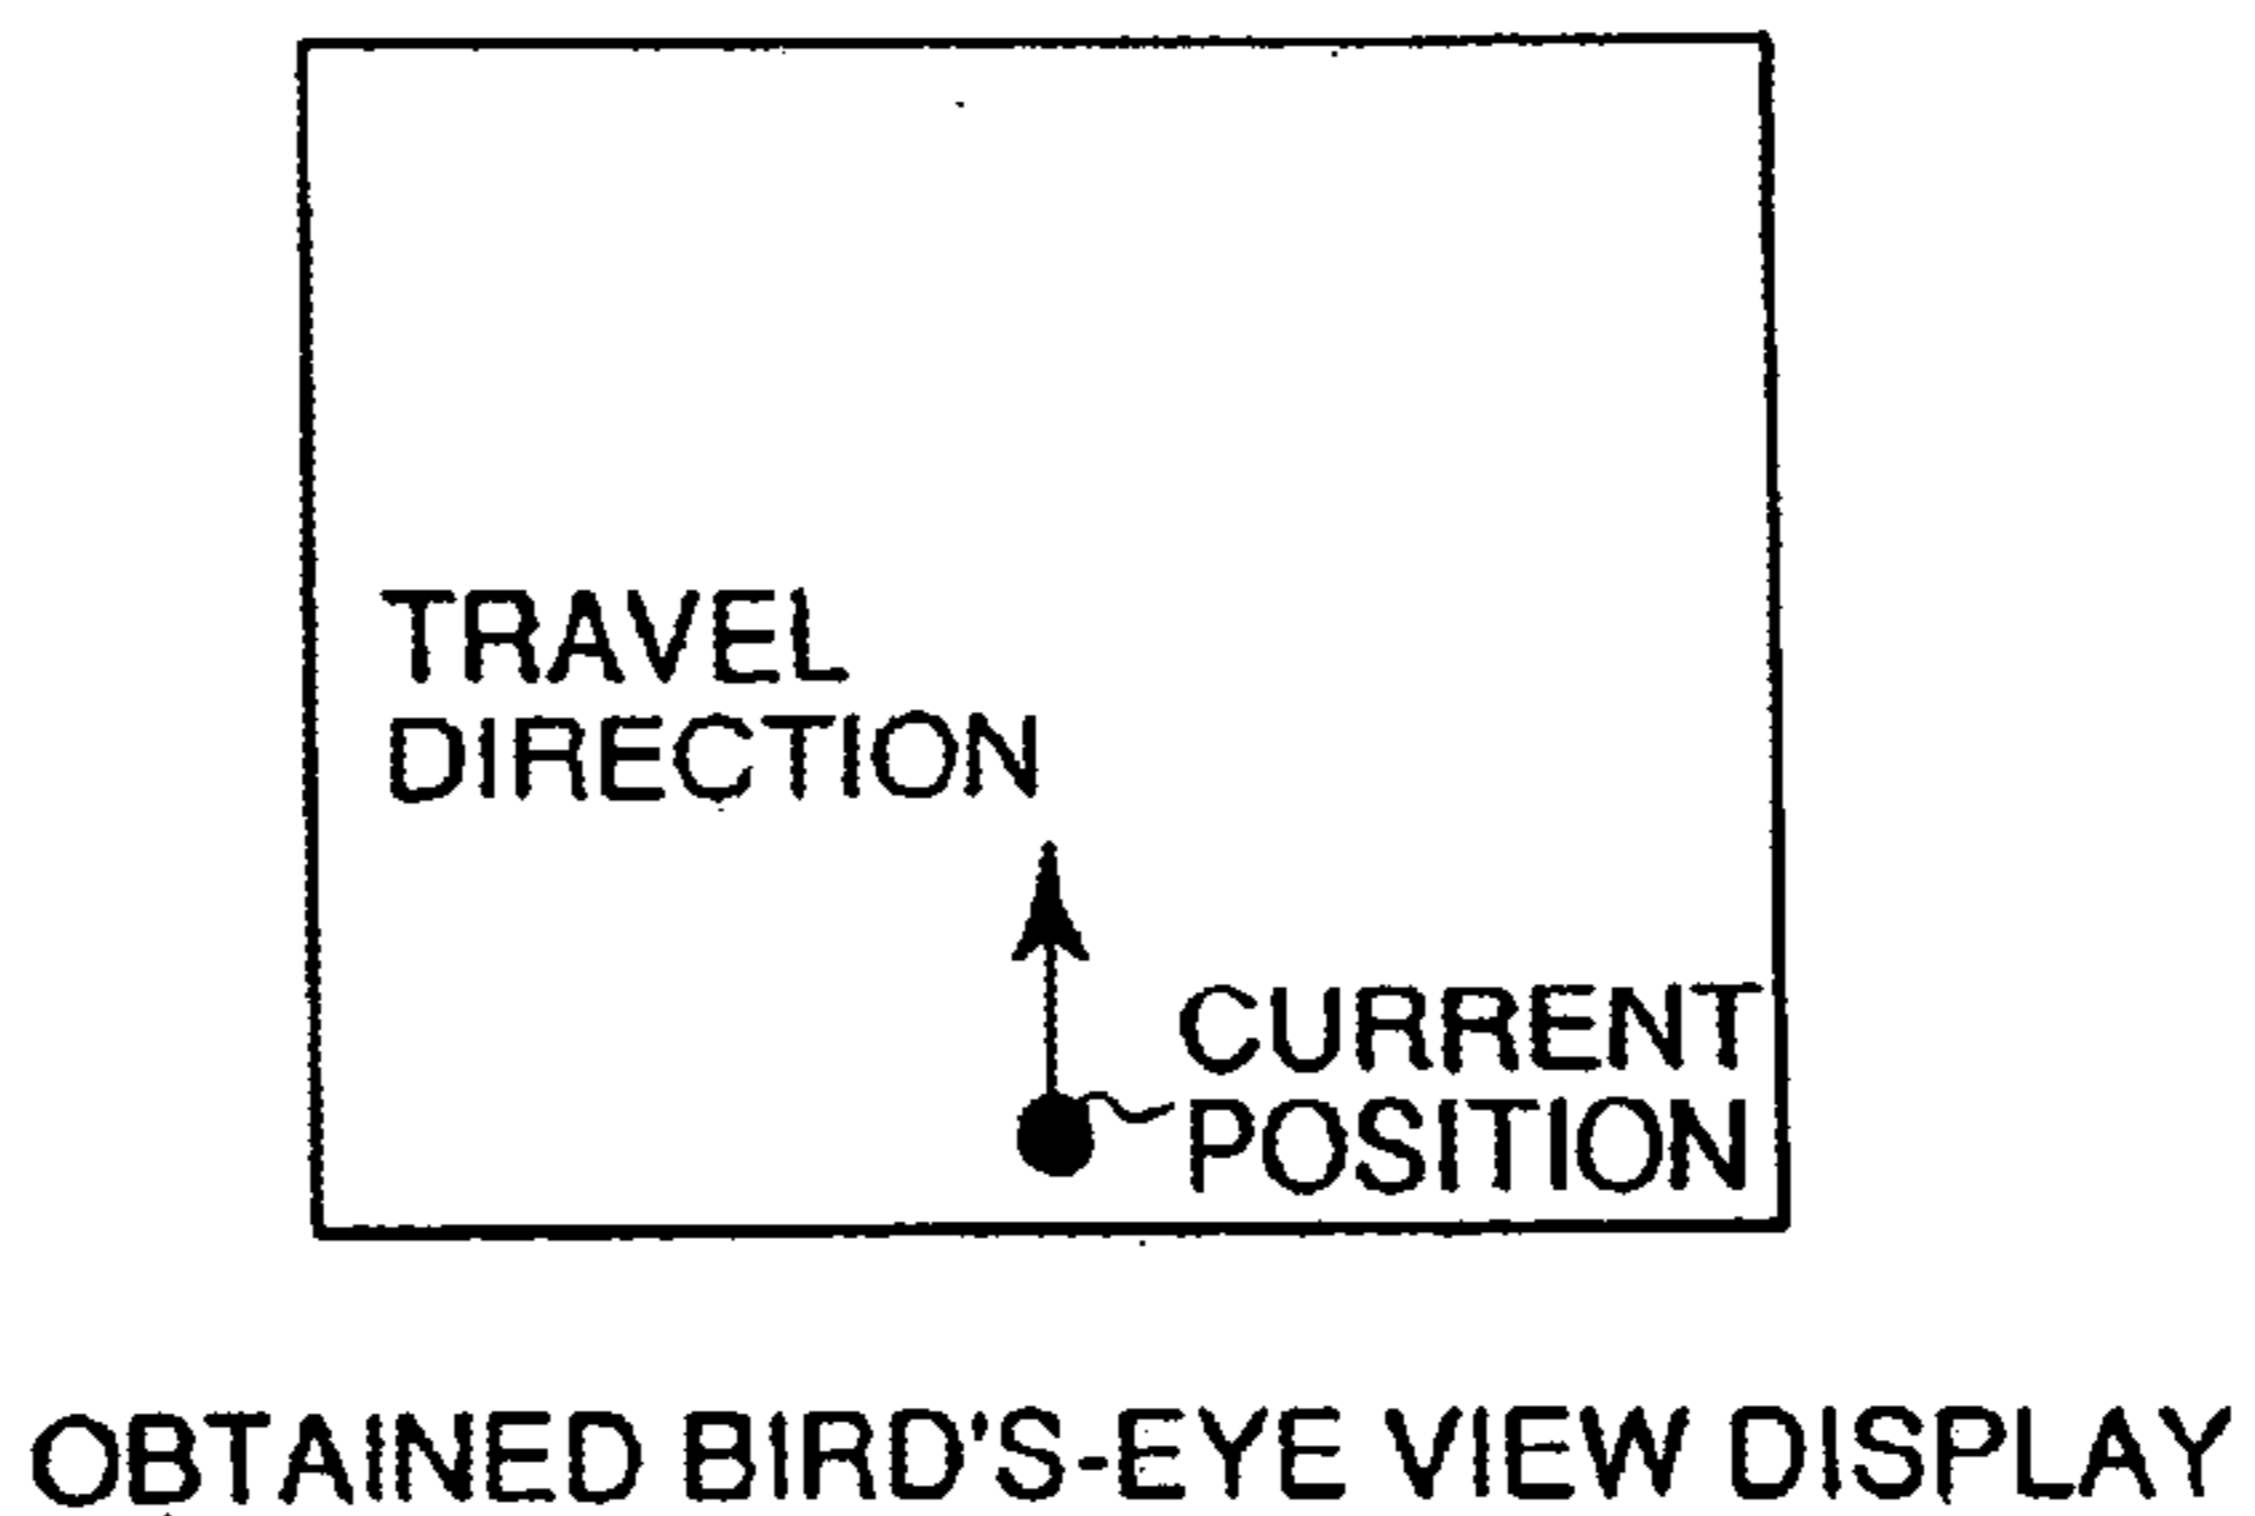 TRAVEL
DIRECTION
CURRENT
POSITION
OBTAINED BIRD'S-EYE VIEW DISPLAY